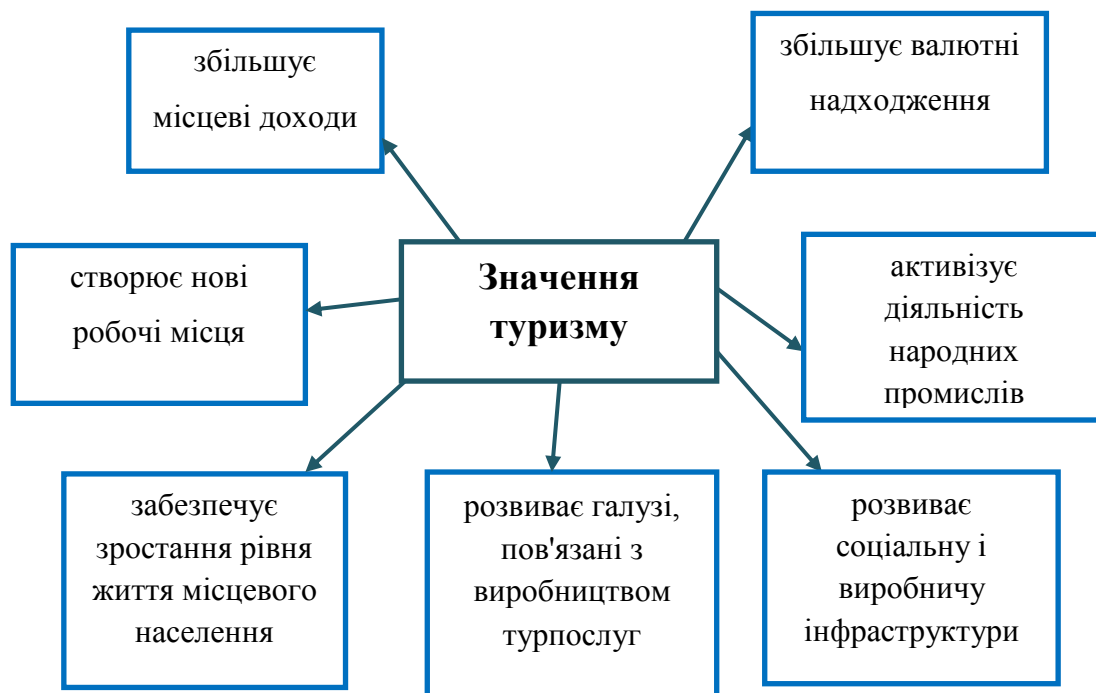 збільшує
місцеві доходи
збільшує валютні
надходження
створює нові
робочі місця
Значення
туризму
активізує
діяльність
народних
промислів
забезпечує
зростання рівня
життя місцевого
населення
розвиває галузі,
пов'язані з
виробництвом
турпослуг
розвиває
соціальну і
виробничу
інфраструктури